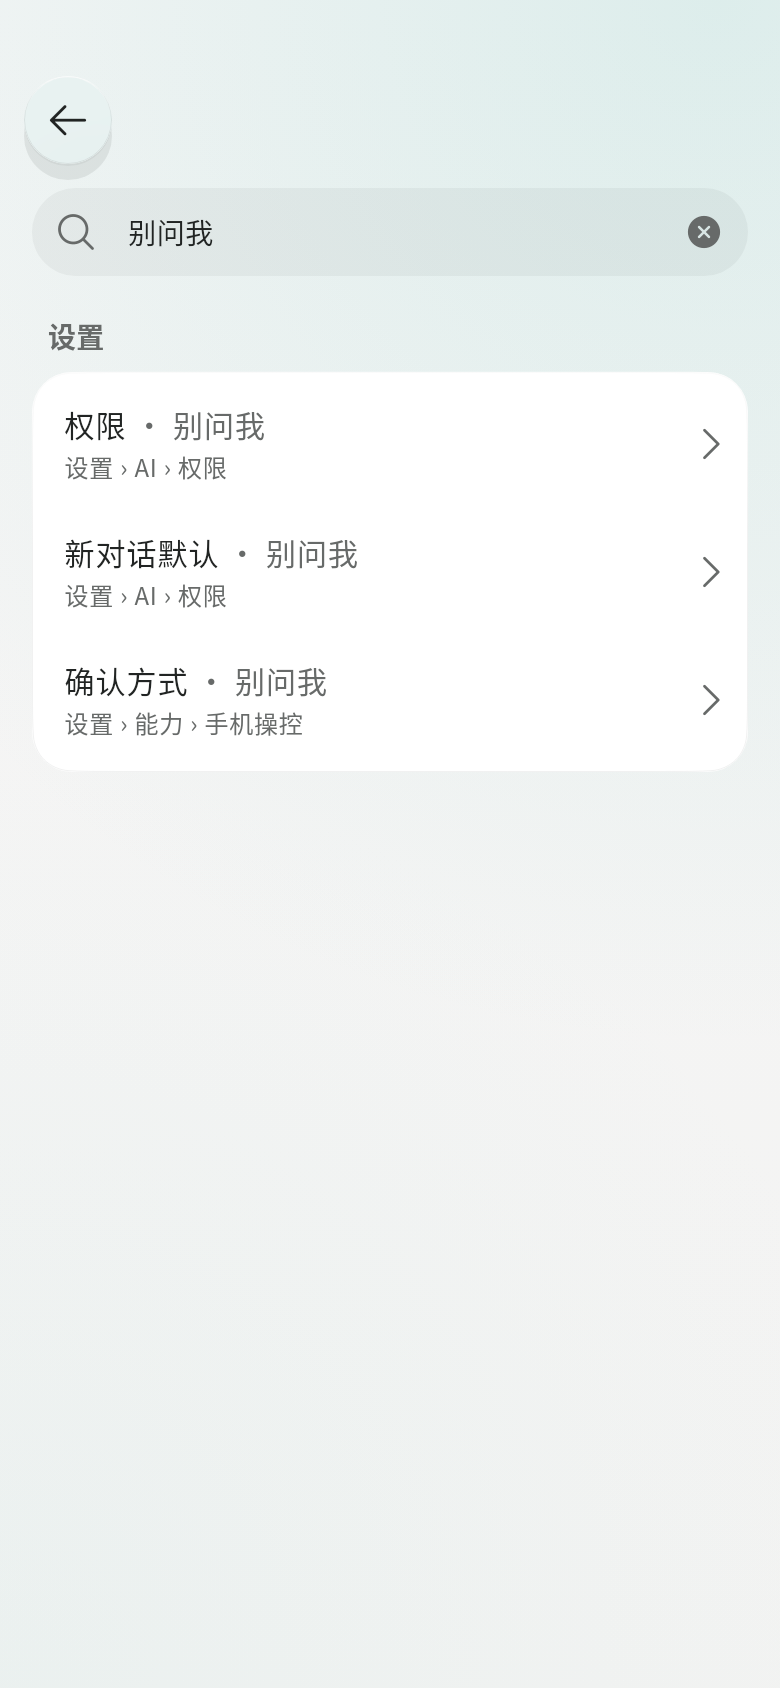 别问我
设置
权限 • 别问我
设置 › AI › 权限
新对话默认 • 别问我
设置 › AI › 权限
确认方式 • 别问我
设置 › 能力 › 手机操控